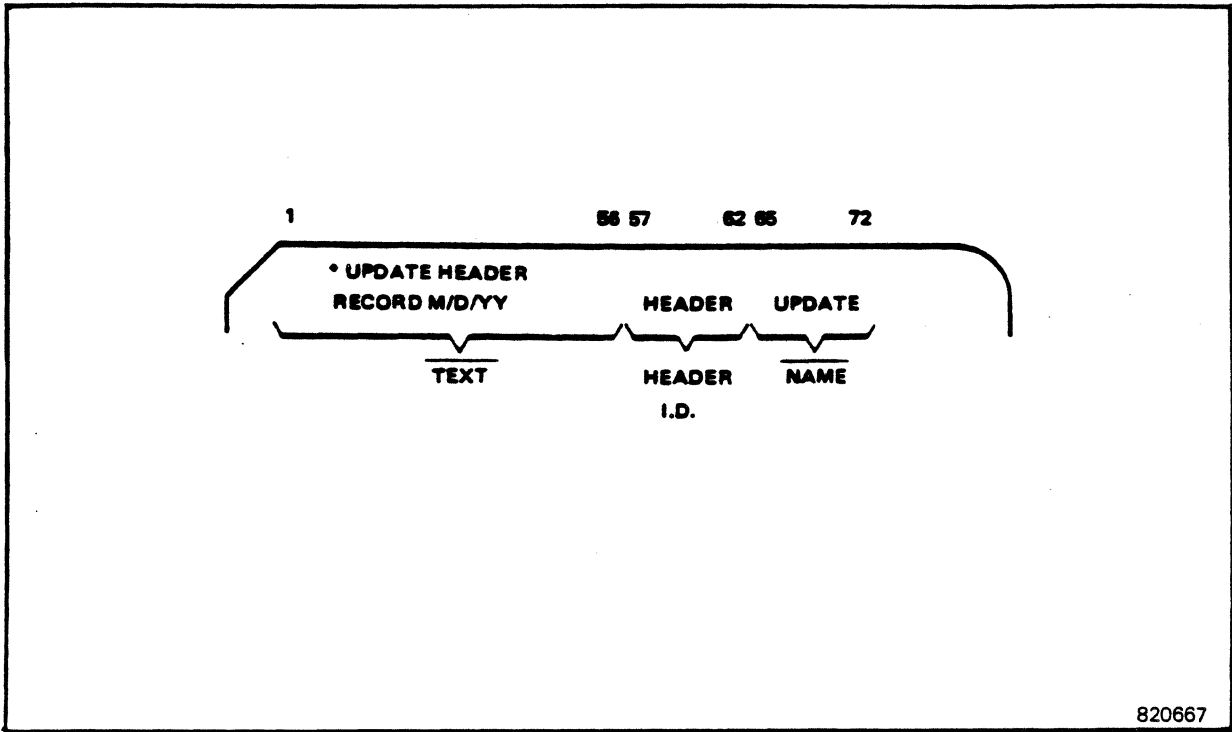 1 56 57 62 65 72
* UPDATE HEADER
RECORD M/D/YY HEADER UPDATE
TEXT HEADER NAME
I.D.
820667